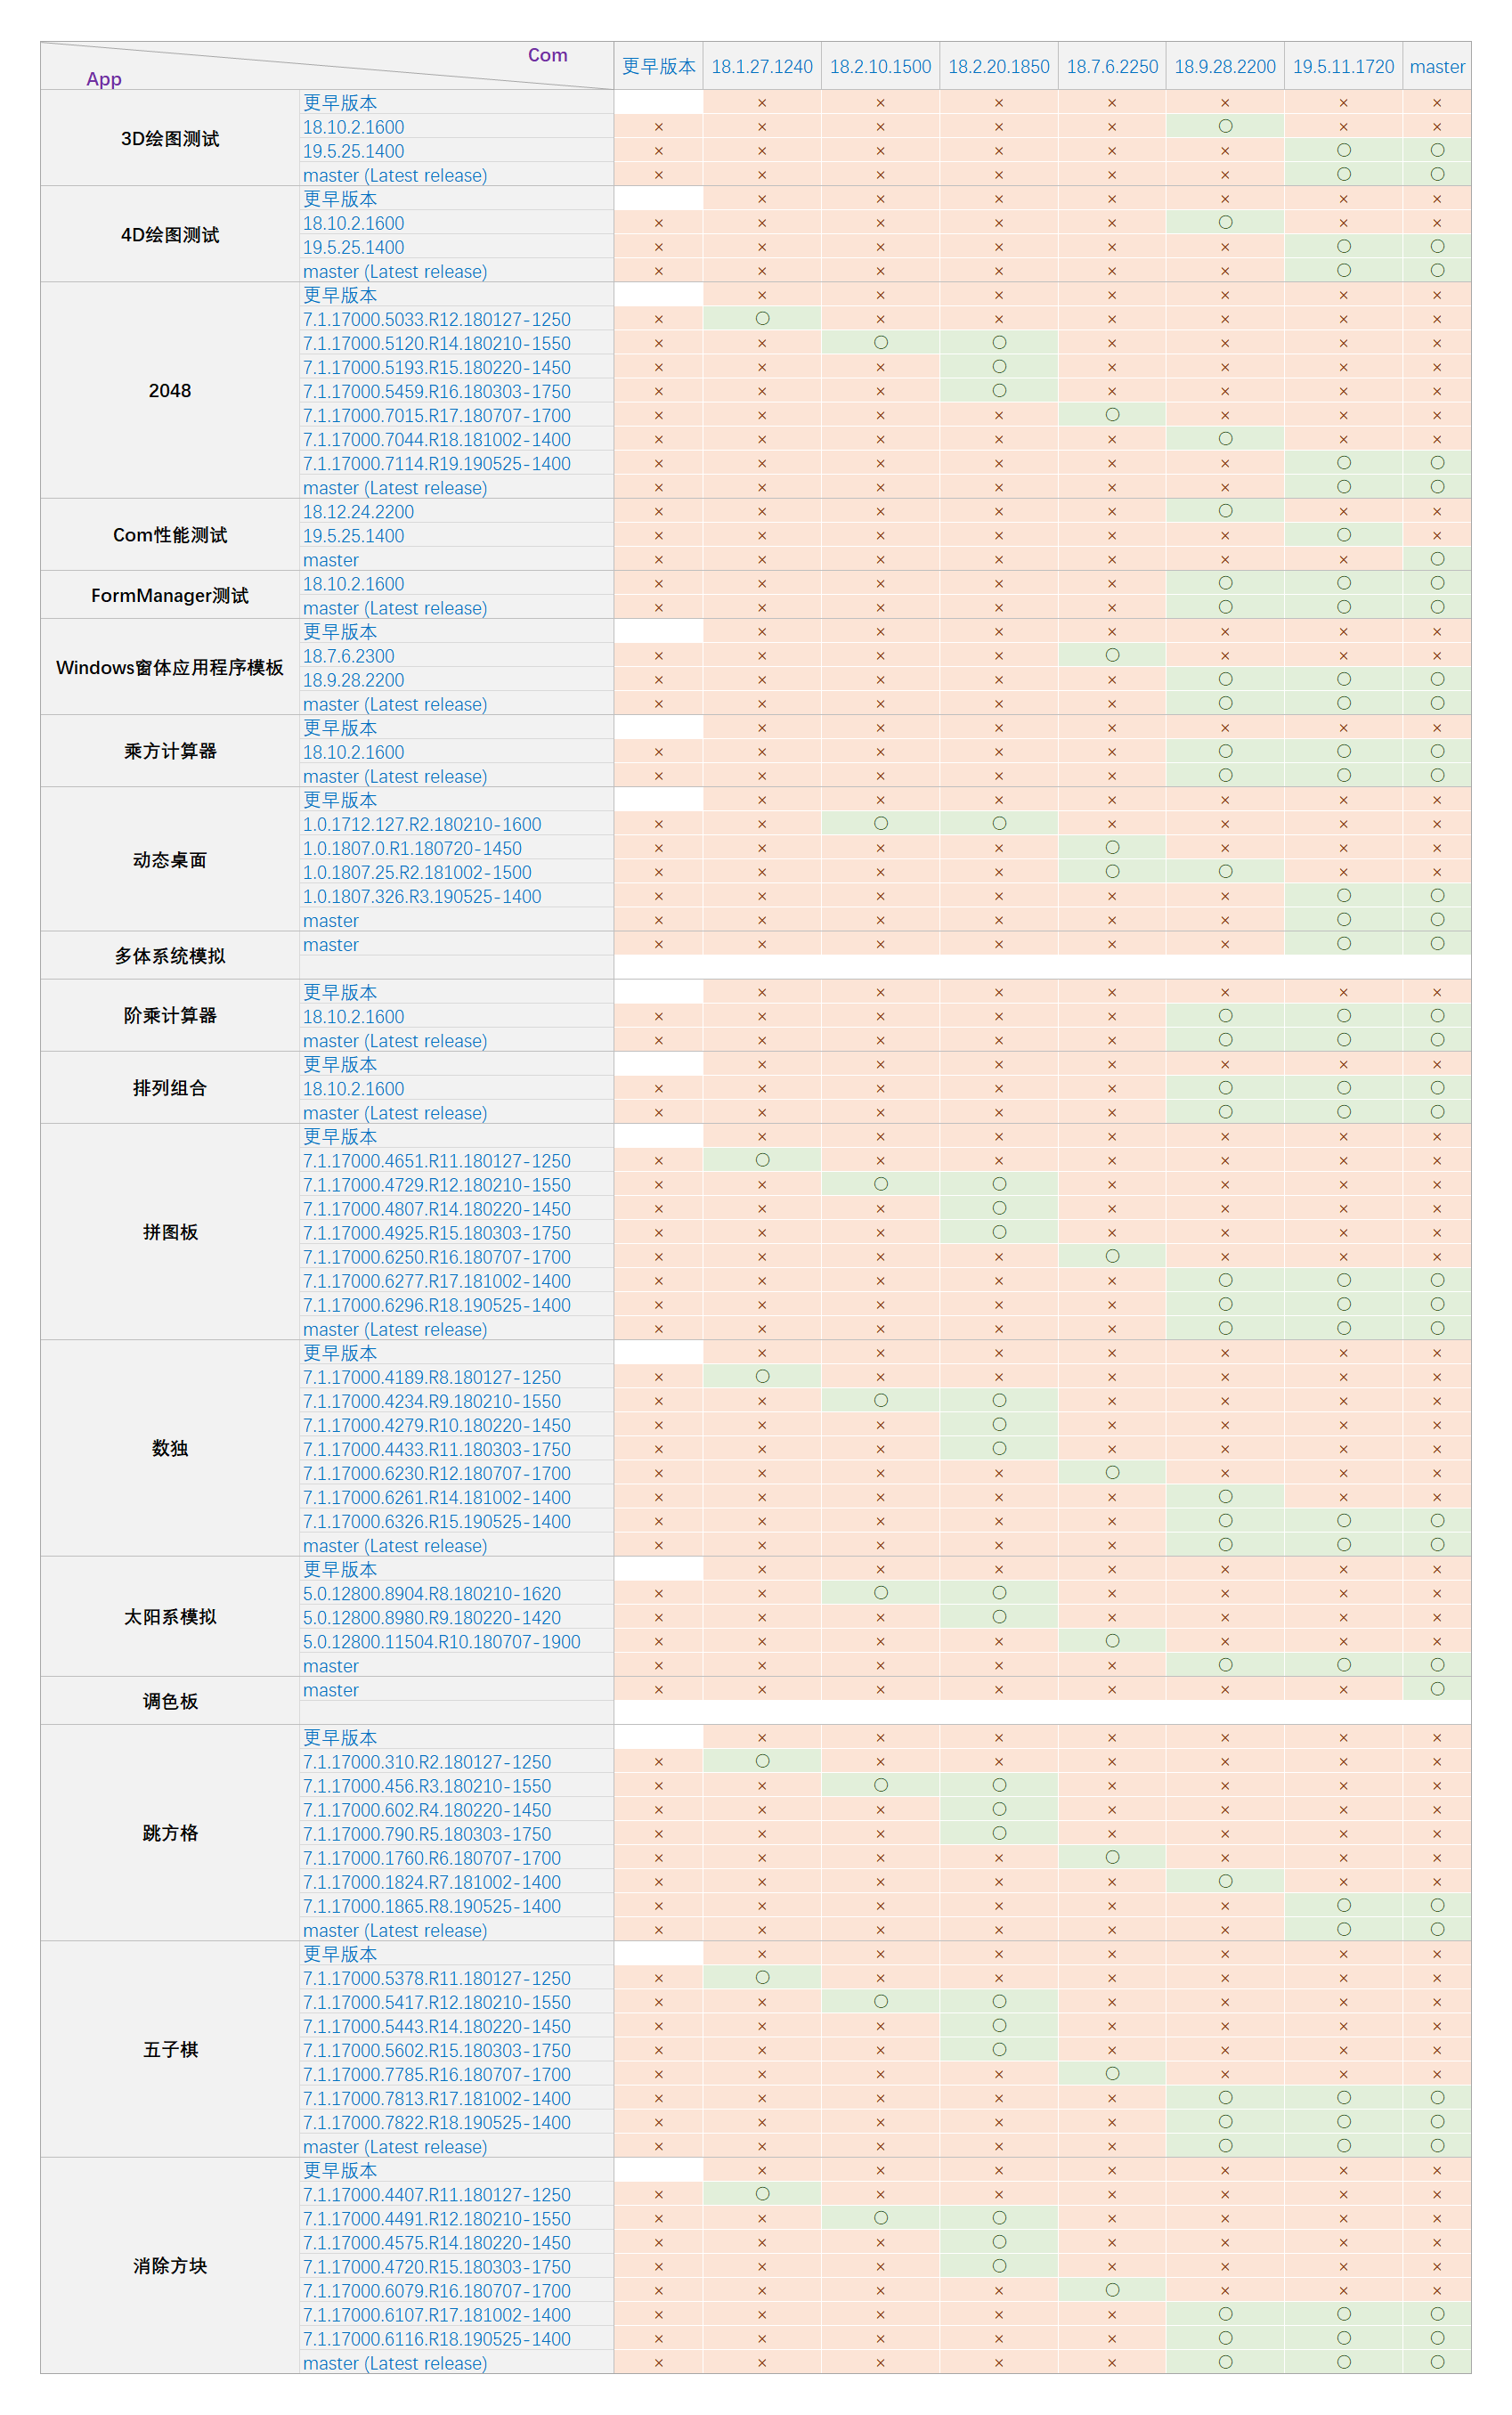 Com
App
更早版本 18.1.27.1240 18.2.10.1500 18.2.20.1850 18.7.6.2250 18.9.28.2200 19.5.11.1720 master
3D绘图测试
更早版本 × × × × × × ×
18.10.2.1600 × × × × × ○ × ×
19.5.25.1400 × × × × × × ○ ○
master (Latest release) × × × × × × ○ ○
4D绘图测试
更早版本 × × × × × × ×
18.10.2.1600 × × × × × ○ × ×
19.5.25.1400 × × × × × × ○ ○
master (Latest release) × × × × × × ○ ○
2048
更早版本 × × × × × × ×
7.1.17000.5033.R12.180127-1250 × ○ × × × × × ×
7.1.17000.5120.R14.180210-1550 × × ○ ○ × × × ×
7.1.17000.5193.R15.180220-1450 × × × ○ × × × ×
7.1.17000.5459.R16.180303-1750 × × × ○ × × × ×
7.1.17000.7015.R17.180707-1700 × × × × ○ × × ×
7.1.17000.7044.R18.181002-1400 × × × × × ○ × ×
7.1.17000.7114.R19.190525-1400 × × × × × × ○ ○
master (Latest release) × × × × × × ○ ○
Com性能测试
18.12.24.2200 × × × × × ○ × ×
19.5.25.1400 × × × × × × ○ ×
master × × × × × × × ○
FormManager测试
18.10.2.1600 × × × × × ○ ○ ○
master (Latest release) × × × × × ○ ○ ○
Windows窗体应用程序模板
更早版本 × × × × × × ×
18.7.6.2300 × × × × ○ × × ×
18.9.28.2200 × × × × × ○ ○ ○
master (Latest release) × × × × × ○ ○ ○
乘方计算器
更早版本 × × × × × × ×
18.10.2.1600 × × × × × ○ ○ ○
master (Latest release) × × × × × ○ ○ ○
动态桌面
更早版本 × × × × × × ×
1.0.1712.127.R2.180210-1600 × × ○ ○ × × × ×
1.0.1807.0.R1.180720-1450 × × × × ○ × × ×
1.0.1807.25.R2.181002-1500 × × × × ○ ○ × ×
1.0.1807.326.R3.190525-1400 × × × × × × ○ ○
master × × × × × × ○ ○
多体系统模拟
master × × × × × × ○ ○
阶乘计算器
更早版本 × × × × × × ×
18.10.2.1600 × × × × × ○ ○ ○
master (Latest release) × × × × × ○ ○ ○
排列组合
更早版本 × × × × × × ×
18.10.2.1600 × × × × × ○ ○ ○
master (Latest release) × × × × × ○ ○ ○
拼图板
更早版本 × × × × × × ×
7.1.17000.4651.R11.180127-1250 × ○ × × × × × ×
7.1.17000.4729.R12.180210-1550 × × ○ ○ × × × ×
7.1.17000.4807.R14.180220-1450 × × × ○ × × × ×
7.1.17000.4925.R15.180303-1750 × × × ○ × × × ×
7.1.17000.6250.R16.180707-1700 × × × × ○ × × ×
7.1.17000.6277.R17.181002-1400 × × × × × ○ ○ ○
7.1.17000.6296.R18.190525-1400 × × × × × ○ ○ ○
master (Latest release) × × × × × ○ ○ ○
数独
更早版本 × × × × × × ×
7.1.17000.4189.R8.180127-1250 × ○ × × × × × ×
7.1.17000.4234.R9.180210-1550 × × ○ ○ × × × ×
7.1.17000.4279.R10.180220-1450 × × × ○ × × × ×
7.1.17000.4433.R11.180303-1750 × × × ○ × × × ×
7.1.17000.6230.R12.180707-1700 × × × × ○ × × ×
7.1.17000.6261.R14.181002-1400 × × × × × ○ × ×
7.1.17000.6326.R15.190525-1400 × × × × × ○ ○ ○
master (Latest release) × × × × × ○ ○ ○
太阳系模拟
更早版本 × × × × × × ×
5.0.12800.8904.R8.180210-1620 × × ○ ○ × × × ×
5.0.12800.8980.R9.180220-1420 × × × ○ × × × ×
5.0.12800.11504.R10.180707-1900 × × × × ○ × × ×
master × × × × × ○ ○ ○
调色板
master × × × × × × × ○
跳方格
更早版本 × × × × × × ×
7.1.17000.310.R2.180127-1250 × ○ × × × × × ×
7.1.17000.456.R3.180210-1550 × × ○ ○ × × × ×
7.1.17000.602.R4.180220-1450 × × × ○ × × × ×
7.1.17000.790.R5.180303-1750 × × × ○ × × × ×
7.1.17000.1760.R6.180707-1700 × × × × ○ × × ×
7.1.17000.1824.R7.181002-1400 × × × × × ○ × ×
7.1.17000.1865.R8.190525-1400 × × × × × × ○ ○
master (Latest release) × × × × × × ○ ○
五子棋
更早版本 × × × × × × ×
7.1.17000.5378.R11.180127-1250 × ○ × × × × × ×
7.1.17000.5417.R12.180210-1550 × × ○ ○ × × × ×
7.1.17000.5443.R14.180220-1450 × × × ○ × × × ×
7.1.17000.5602.R15.180303-1750 × × × ○ × × × ×
7.1.17000.7785.R16.180707-1700 × × × × ○ × × ×
7.1.17000.7813.R17.181002-1400 × × × × × ○ ○ ○
7.1.17000.7822.R18.190525-1400 × × × × × ○ ○ ○
master (Latest release) × × × × × ○ ○ ○
消除方块
更早版本 × × × × × × ×
7.1.17000.4407.R11.180127-1250 × ○ × × × × × ×
7.1.17000.4491.R12.180210-1550 × × ○ ○ × × × ×
7.1.17000.4575.R14.180220-1450 × × × ○ × × × ×
7.1.17000.4720.R15.180303-1750 × × × ○ × × × ×
7.1.17000.6079.R16.180707-1700 × × × × ○ × × ×
7.1.17000.6107.R17.181002-1400 × × × × × ○ ○ ○
7.1.17000.6116.R18.190525-1400 × × × × × ○ ○ ○
master (Latest release) × × × × × ○ ○ ○